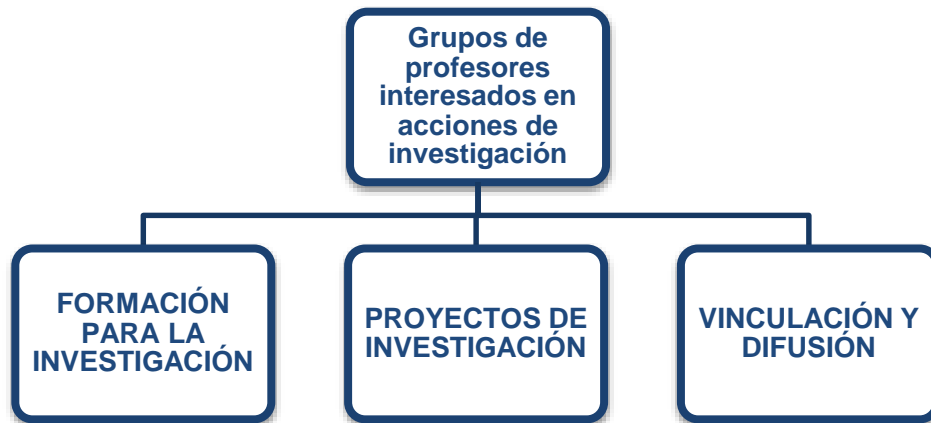 Grupos de
profesores
interesados en
acciones de
investigación
FORMACIÓN
PARA LA
INVESTIGACIÓN
PROYECTOS DE
INVESTIGACIÓN
VINCULACIÓN Y
DIFUSIÓN